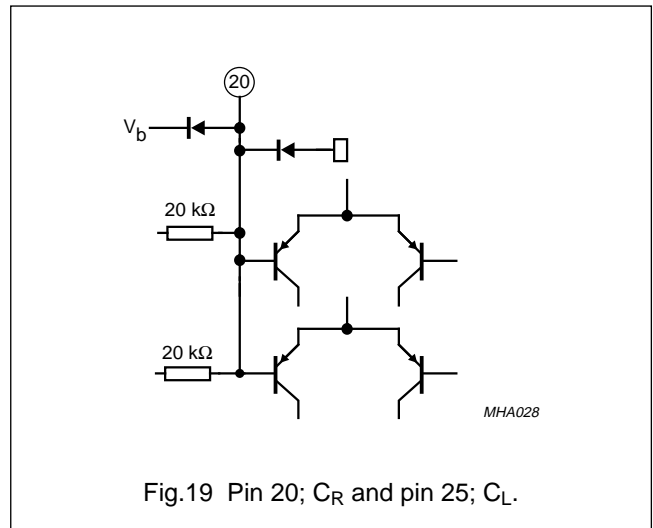 20
V_b
20 kΩ
20 kΩ
MHA028
Fig.19 Pin 20; C_R and pin 25; C_L.